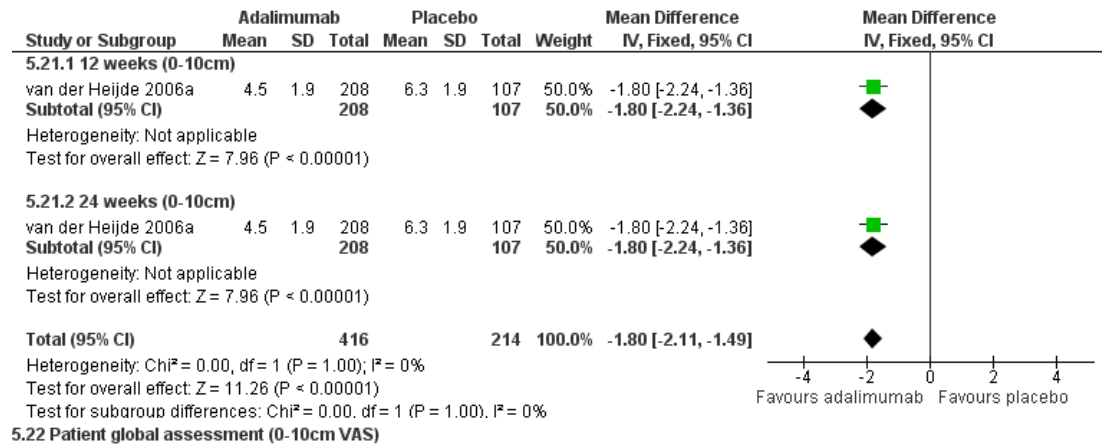 Adalimumab Placebo Mean Difference Mean Difference
Study or Subgroup Mean SD Total Mean SD Total Weight IV, Fixed, 95% CI IV, Fixed, 95% CI
5.21.1 12 weeks (0-10cm)
van der Heijde 2006a 4.5 1.9 208 6.3 1.9 107 50.0% -1.80 [-2.24, -1.36]
Subtotal (95% CI) 208 107 50.0% -1.80 [-2.24, -1.36]
Heterogeneity: Not applicable
Test for overall effect: Z = 7.96 (P < 0.00001)
5.21.2 24 weeks (0-10cm)
van der Heijde 2006a 4.5 1.9 208 6.3 1.9 107 50.0% -1.80 [-2.24, -1.36]
Subtotal (95% CI) 208 107 50.0% -1.80 [-2.24, -1.36]
Heterogeneity: Not applicable
Test for overall effect: Z = 7.96 (P < 0.00001)
Total (95% CI) 416 214 100.0% -1.80 [-2.11, -1.49]
Heterogeneity: Chi² = 0.00, df = 1 (P = 1.00); I² = 0%
Test for overall effect: Z = 11.26 (P < 0.00001)
Test for subgroup differences: Chi² = 0.00, df = 1 (P = 1.00), I² = 0%
-4 -2 0 2 4
Favours adalimumab Favours placebo
5.22 Patient global assessment (0-10cm VAS)